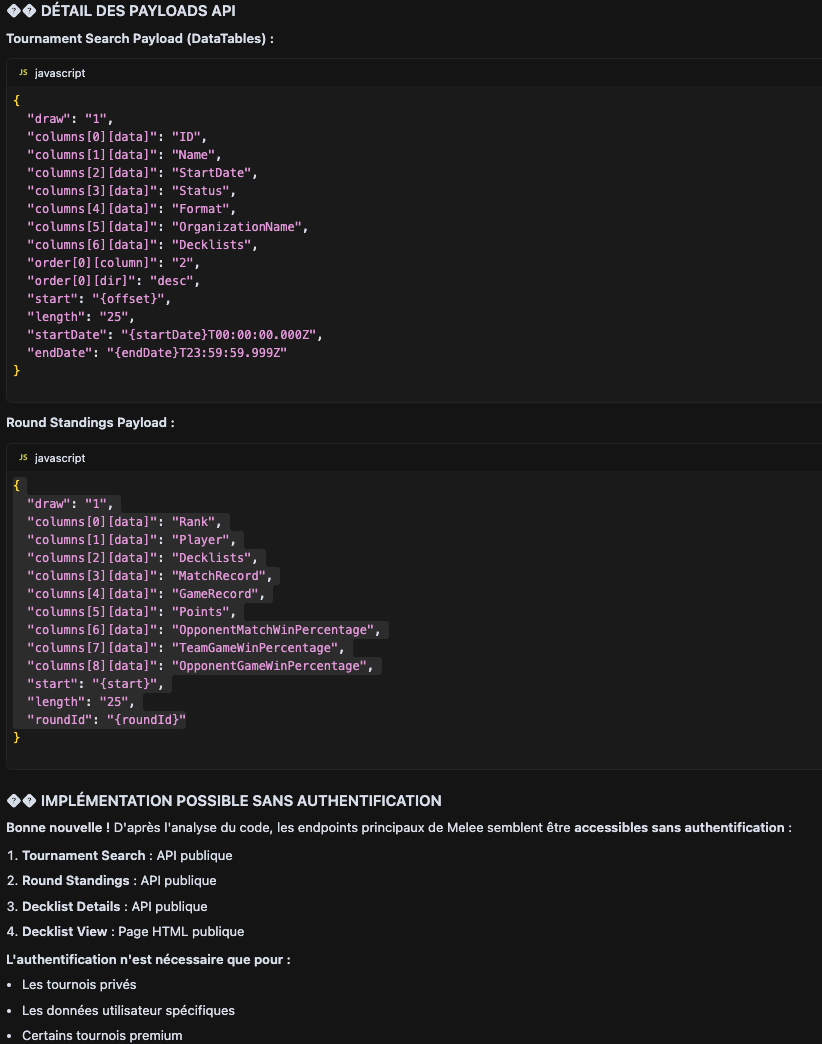 �� DÉTAIL DES PAYLOADS API
Tournament Search Payload (DataTables) :
JS javascript
{
  "draw": "1",
  "columns[0][data]": "ID",
  "columns[1][data]": "Name",
  "columns[2][data]": "StartDate",
  "columns[3][data]": "Status",
  "columns[4][data]": "Format",
  "columns[5][data]": "OrganizationName",
  "columns[6][data]": "Decklists",
  "order[0][column]": "2",
  "order[0][dir]": "desc",
  "start": "{offset}",
  "length": "25",
  "startDate": "{startDate}T00:00:00.000Z",
  "endDate": "{endDate}T23:59:59.999Z"
}
Round Standings Payload :
JS javascript
{
  "draw": "1",
  "columns[0][data]": "Rank",
  "columns[1][data]": "Player",
  "columns[2][data]": "Decklists",
  "columns[3][data]": "MatchRecord",
  "columns[4][data]": "GameRecord",
  "columns[5][data]": "Points",
  "columns[6][data]": "OpponentMatchWinPercentage",
  "columns[7][data]": "TeamGameWinPercentage",
  "columns[8][data]": "OpponentGameWinPercentage",
  "start": "{start}",
  "length": "25",
  "roundId": "{roundId}"
}
�� IMPLÉMENTATION POSSIBLE SANS AUTHENTIFICATION
Bonne nouvelle ! D'après l'analyse du code, les endpoints principaux de Melee semblent être accessibles sans authentification :
1. Tournament Search : API publique
2. Round Standings : API publique
3. Decklist Details : API publique
4. Decklist View : Page HTML publique
L'authentification n'est nécessaire que pour :
• Les tournois privés
• Les données utilisateur spécifiques
• Certains tournois premium